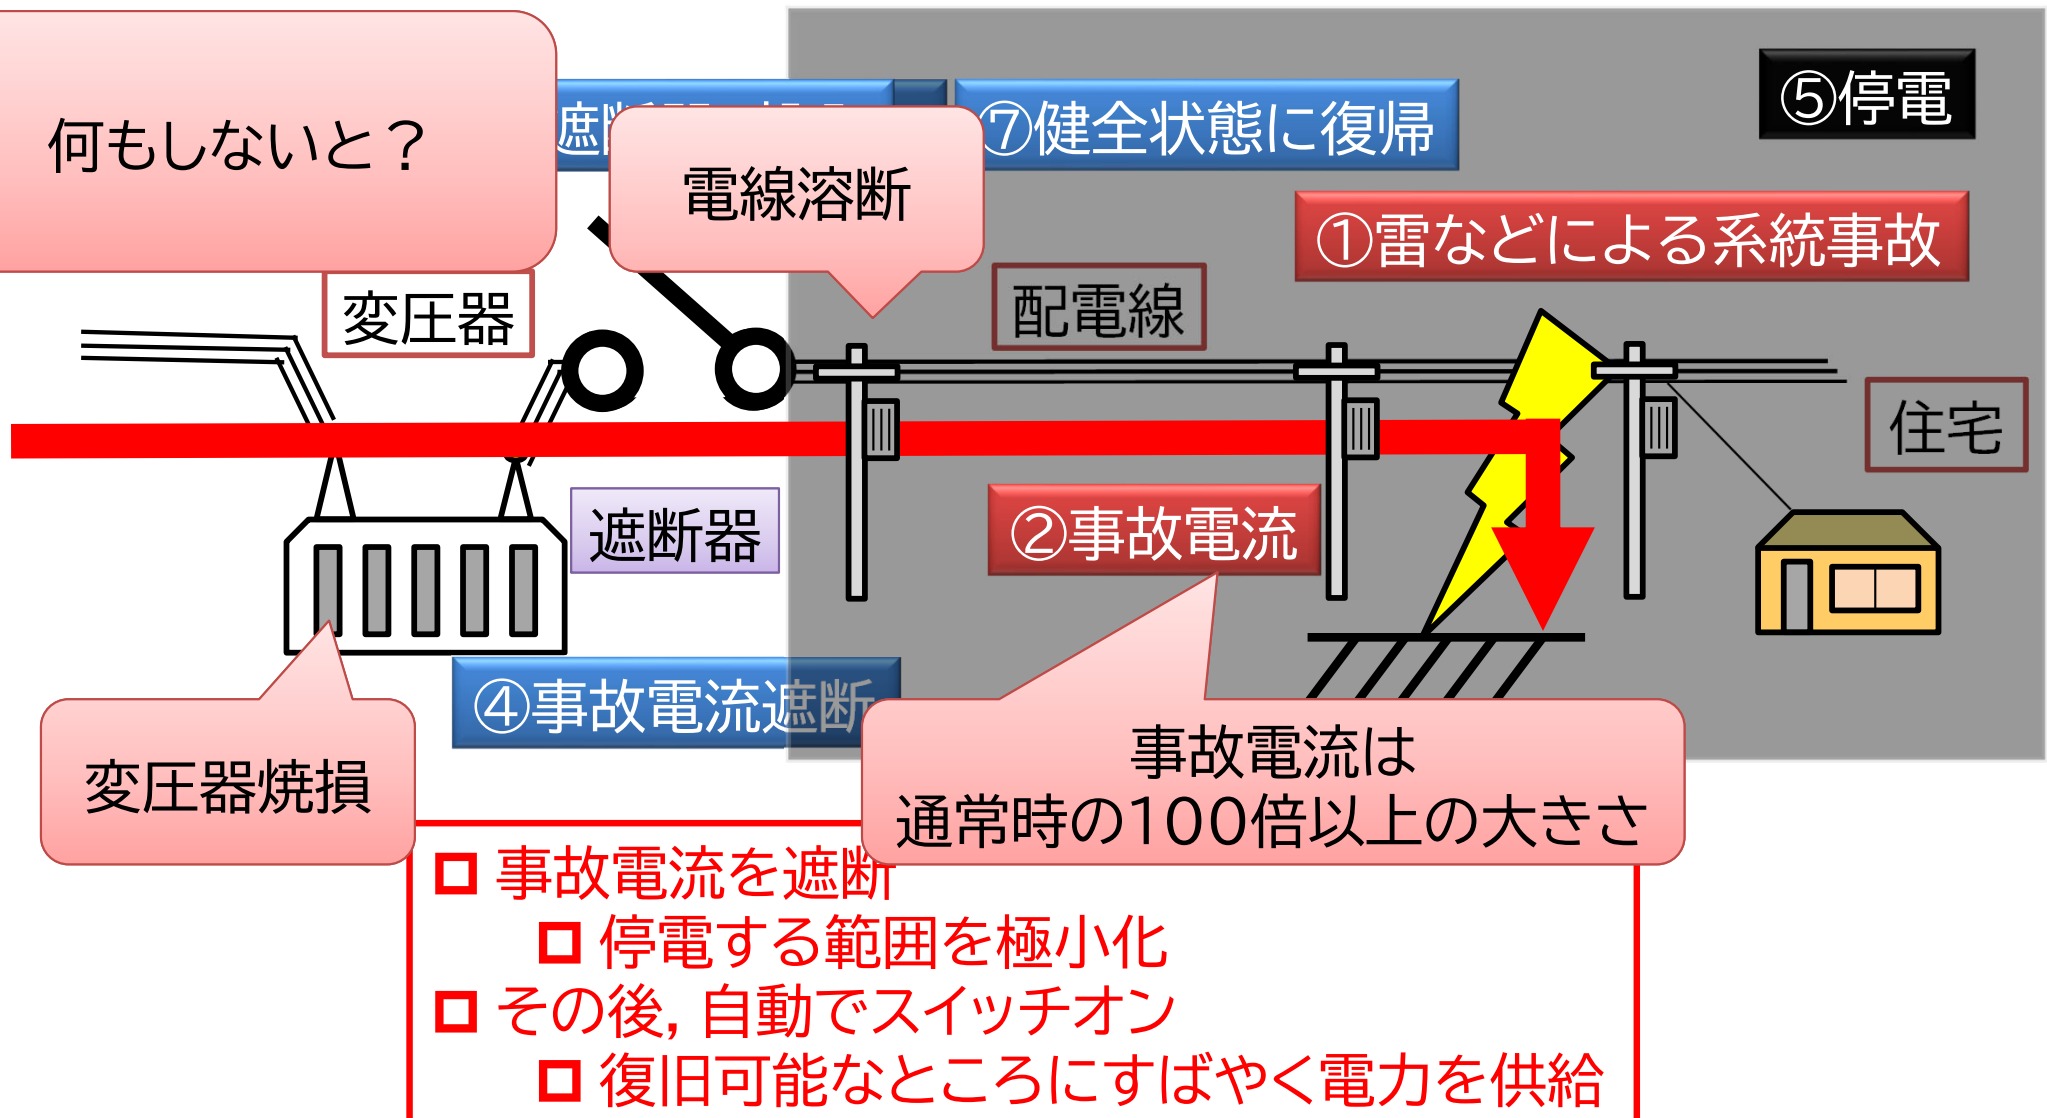 何もしないと？
⑤停電
遮断
⑦健全状態に復帰
電線溶断
①雷などによる系統事故
変圧器
配電線
住宅
遮断器
②事故電流
④事故電流遮断
変圧器焼損
事故電流は
通常時の100倍以上の大きさ
事故電流を遮断
停電する範囲を極小化
その後，自動でスイッチオン
復旧可能なところにすばやく電力を供給